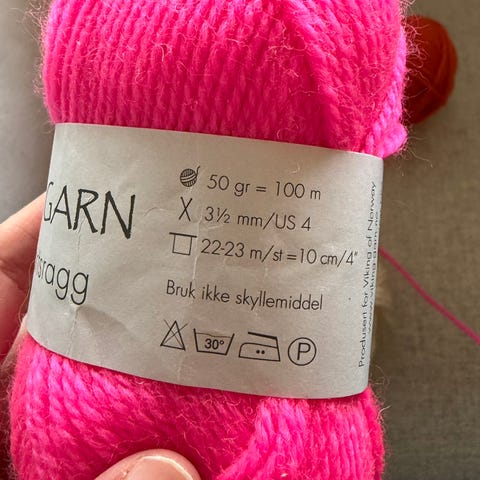 GARN
sragg
50 gr = 100 m
3½ mm/US 4
22-23 m/st =10 cm/4"
Bruk ikke skyllemiddel
30°
P
Produsert for Viking of Norway